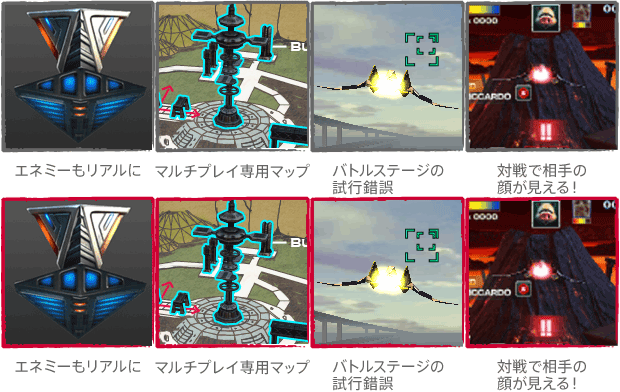 BU
0000
ICCARDO
エネミーもリアルに
マルチプレイ専用マップ
バトルステージの
試行錯誤
対戦で相手の
顔が見える!
BU
0000
ICCARDO
エネミーもリアルに
マルチプレイ専用マップ
バトルステージの
試行錯誤
対戦で相手の
顔が見える!